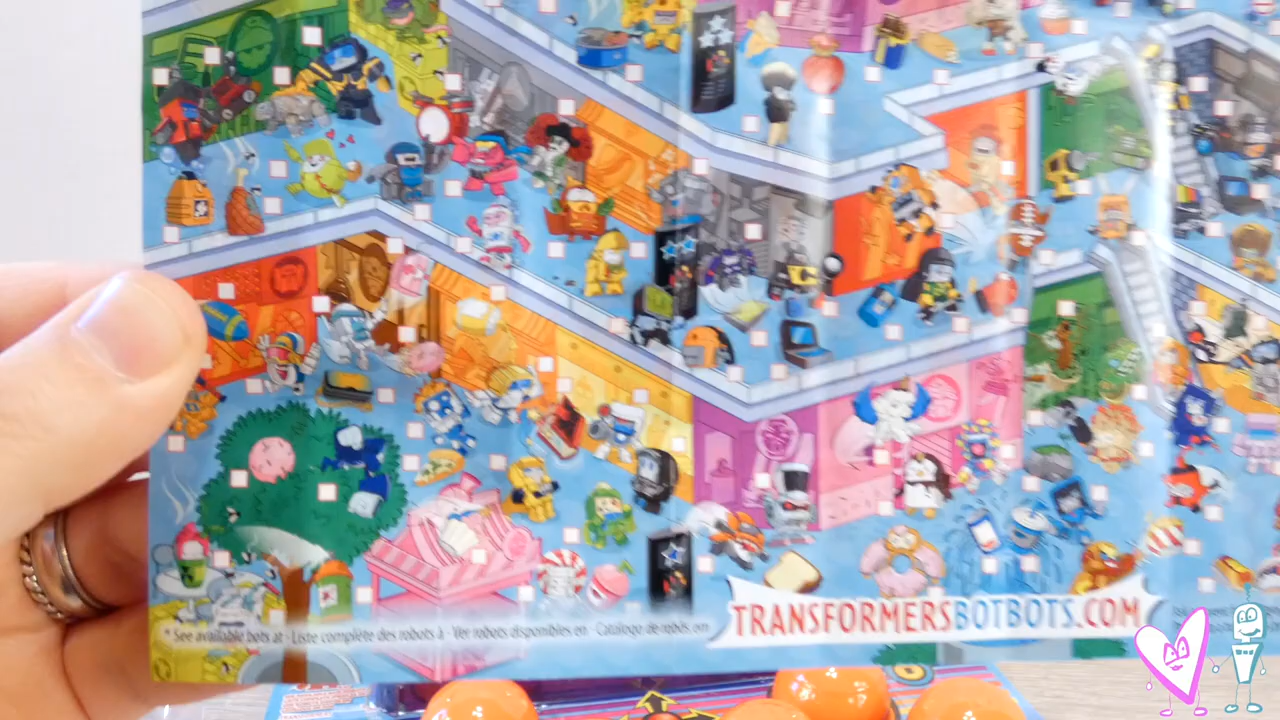 * See available bots at · Liste complète des robots à · Ver robots disponibles en · Catálogo de robôs em
TRANSFORMERSBOTBOTS.COM